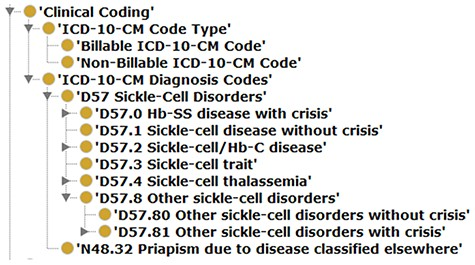 'Clinical Coding'
'ICD-10-CM Code Type'
'Billable ICD-10-CM Code'
'Non-Billable ICD-10-CM Code'
'ICD-10-CM Diagnosis Codes'
'D57 Sickle-Cell Disorders'
'D57.0 Hb-SS disease with crisis'
'D57.1 Sickle-cell disease without crisis'
'D57.2 Sickle-cell/Hb-C disease'
'D57.3 Sickle-cell trait'
'D57.4 Sickle-cell thalassemia'
'D57.8 Other sickle-cell disorders'
'D57.80 Other sickle-cell disorders without crisis'
'D57.81 Other sickle-cell disorders with crisis'
'N48.32 Priapism due to disease classified elsewhere'